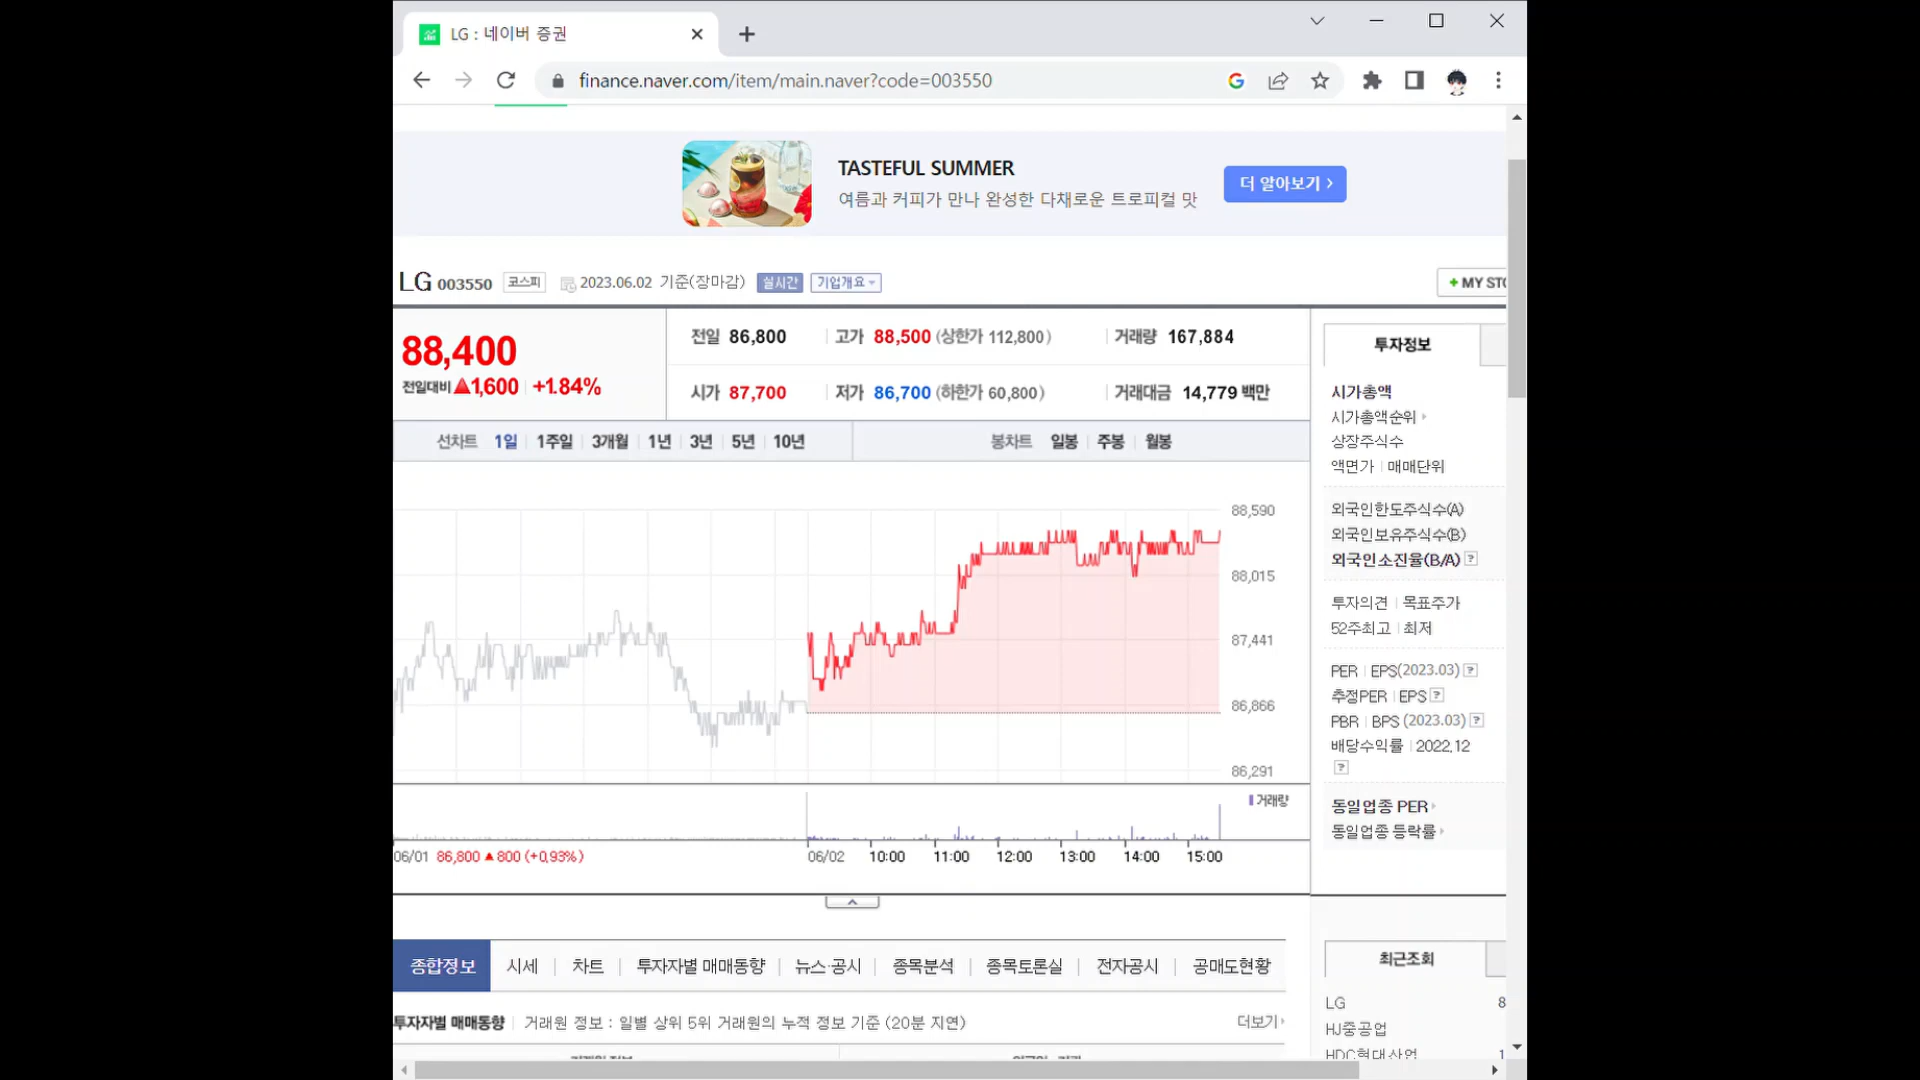 LG : 네이버 증권
finance.naver.com/item/main.naver?code=003550
TASTEFUL SUMMER
여름과 커피가 만나 완성한 다채로운 트로피컬 맛
더 알아보기
LG 003550 코스피 2023.06.02 기준(장마감) 실시간 기업개요
+ MY STO
88,400
전일대비 ▲1,600 +1.84%
전일 86,800 고가 88,500 (상한가 112,800) 거래량 167,884
시가 87,700 저가 86,700 (하한가 60,800) 거래대금 14,779 백만
선차트 1일 1주일 3개월 1년 3년 5년 10년 봉차트 일봉 주봉 월봉
88,590
88,015
87,441
86,866
86,291
거래량
06/01 86,800 ▲800 (+0.93%) 06/02 10:00 11:00 12:00 13:00 14:00 15:00
투자정보
시가총액
시가총액순위
상장주식수
액면가 | 매매단위
외국인한도주식수(A)
외국인보유주식수(B)
외국인소진율(B/A) ?
투자의견 | 목표주가
52주최고 | 최저
PER | EPS(2023.03) ?
추정PER | EPS ?
PBR | BPS (2023.03) ?
배당수익률 | 2022.12
?
동일업종 PER
동일업종 등락률
종합정보 시세 차트 투자자별 매매동향 뉴스·공시 종목분석 종목토론실 전자공시 공매도현황
투자자별 매매동향 거래원 정보 : 일별 상위 5위 거래원의 누적 정보 기준 (20분 지연) 더보기
최근조회
LG 8
HJ중공업
HDC현대산업 1